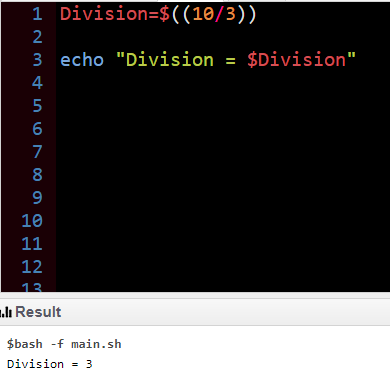 1 Division=$((10/3))
2
3 echo "Division = $Division"
4
5
6
7
8
9
10
11
12
13
Result
$bash -f main.sh
Division = 3